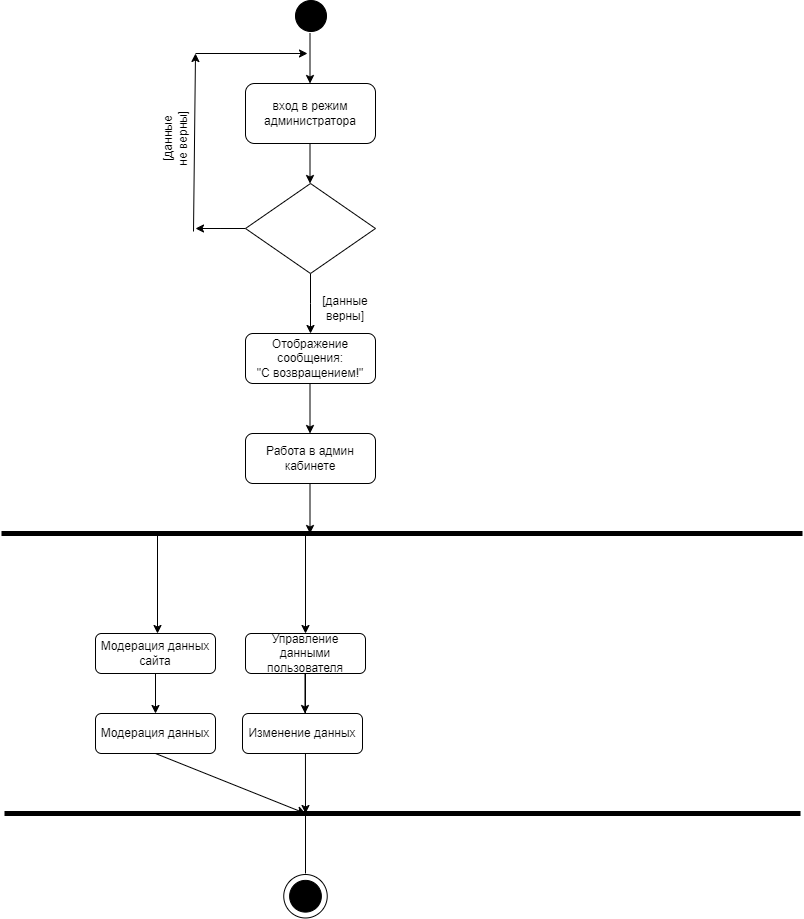 вход в режим
администратора
[данные
не верны]
[данные
верны]
Отображение
сообщения:
"С возвращением!"
Работа в админ
кабинете
Модерация данных
сайта
Управление
данными
пользователя
Модерация данных
Изменение данных